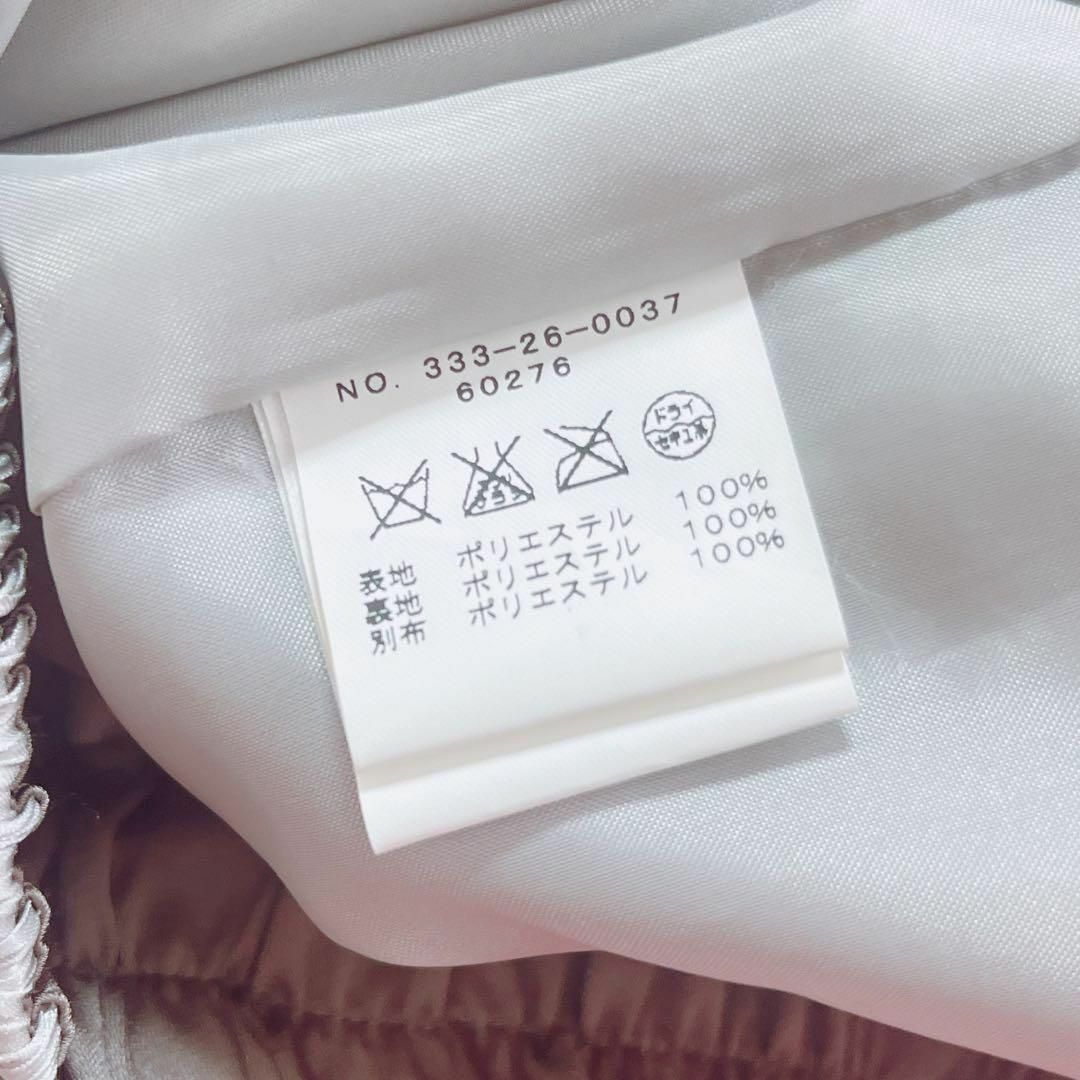 NO. 333-26-0037
60276
ドライ
セキユ系
表地 ポリエステル 100%
裏地 ポリエステル 100%
別布 ポリエステル 100%